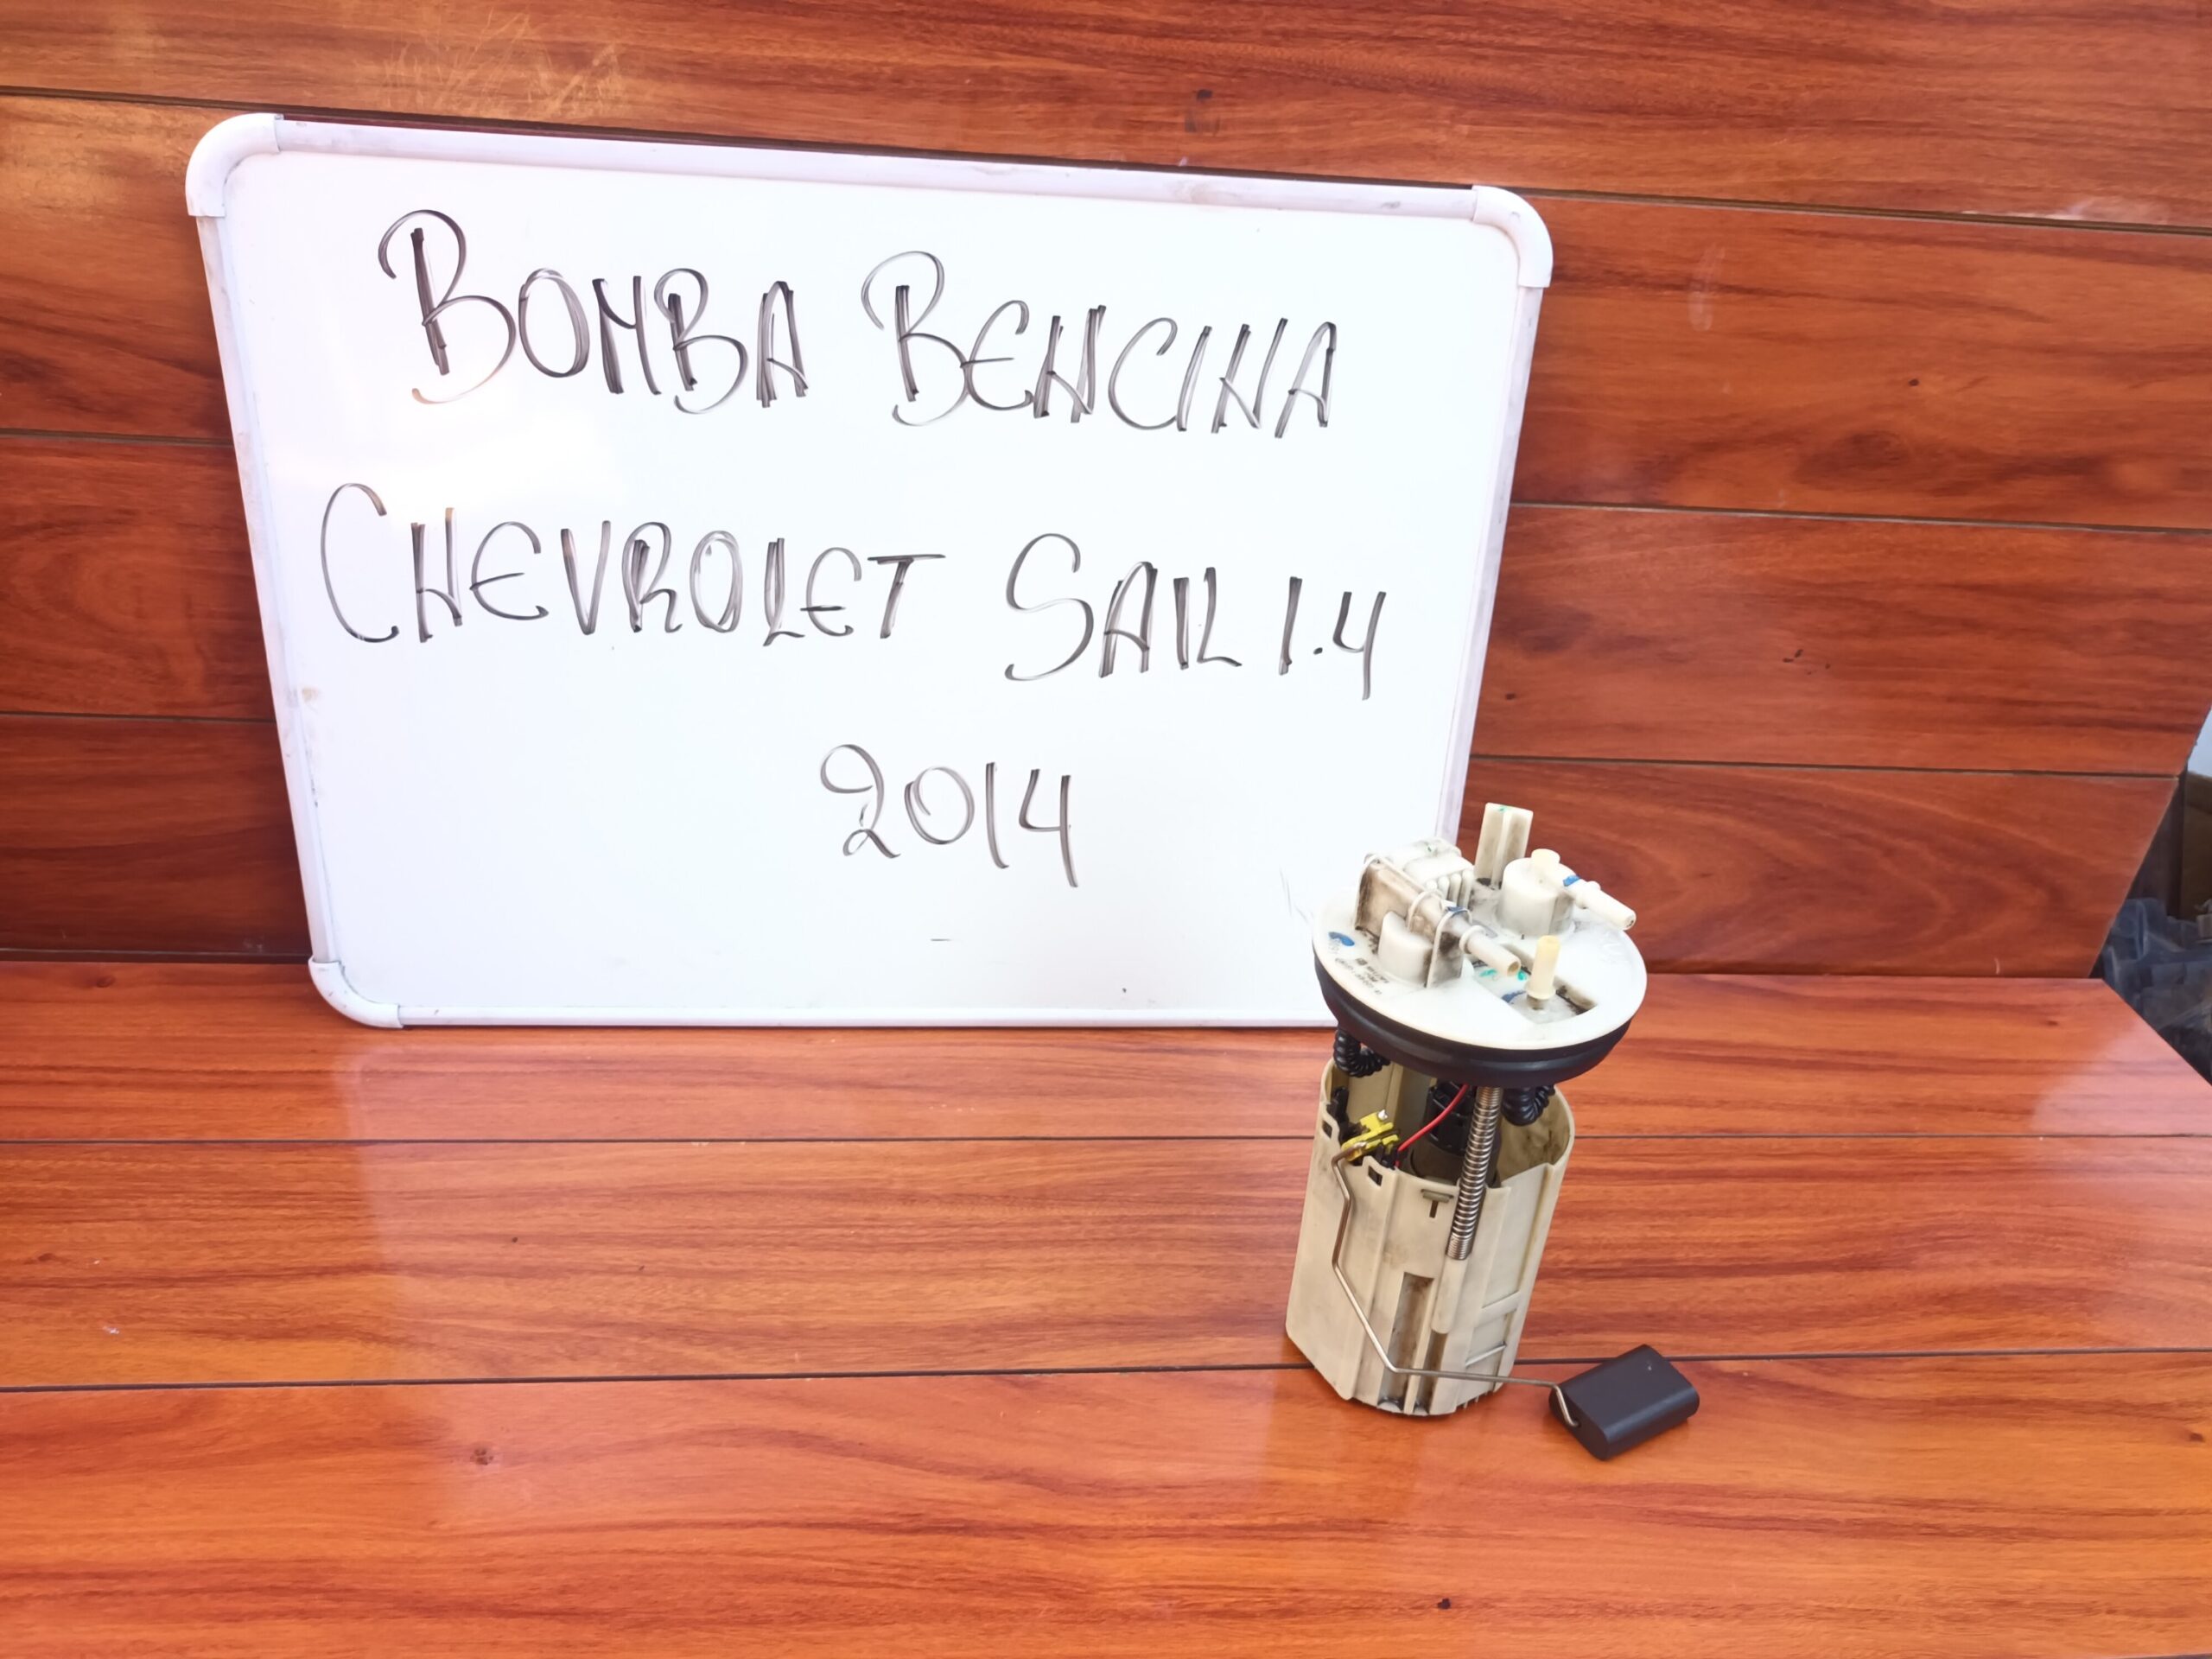 BOMBA BENCINA
CHEVROLET SAIL 1.4
2014